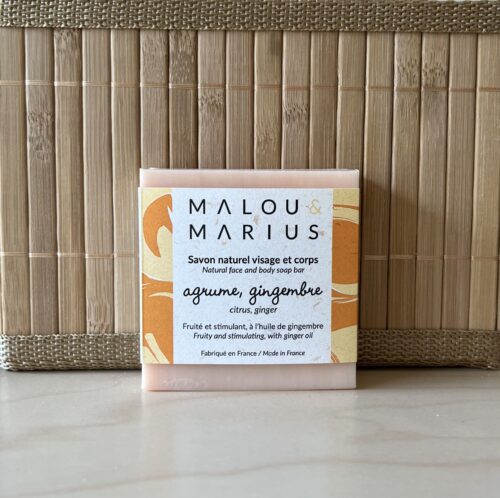 MALOU &
MARIUS
Savon naturel visage et corps
Natural face and body soap bar
agrume, gingembre
citrus, ginger
Fruité et stimulant, à l'huile de gingembre
Fruity and stimulating, with ginger oil
Fabriqué en France / Made in France